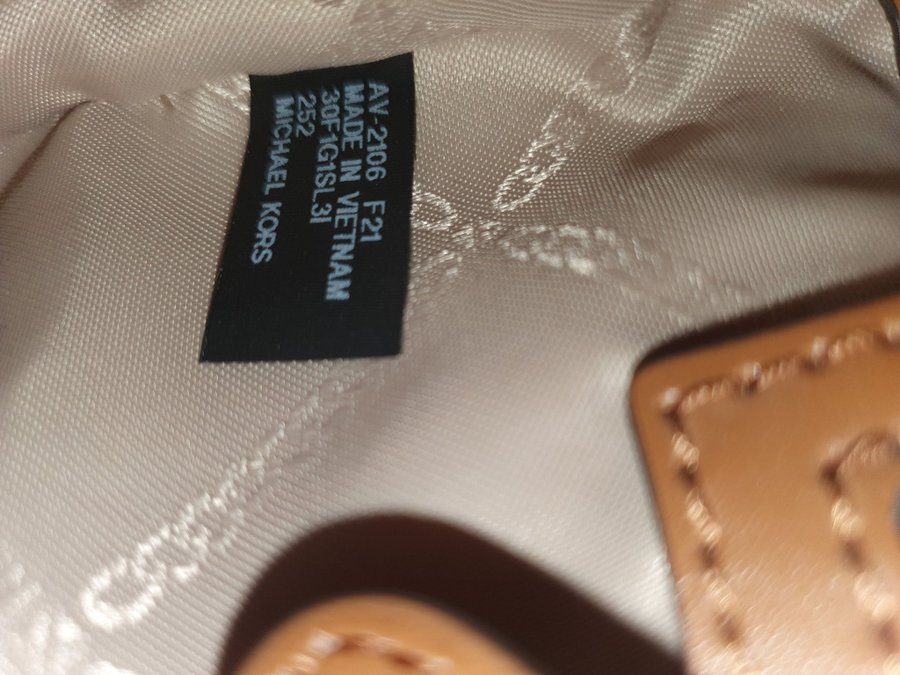 AV-2106 F21
MADE IN VIETNAM
30F1G1SL3I
252
MICHAEL KORS